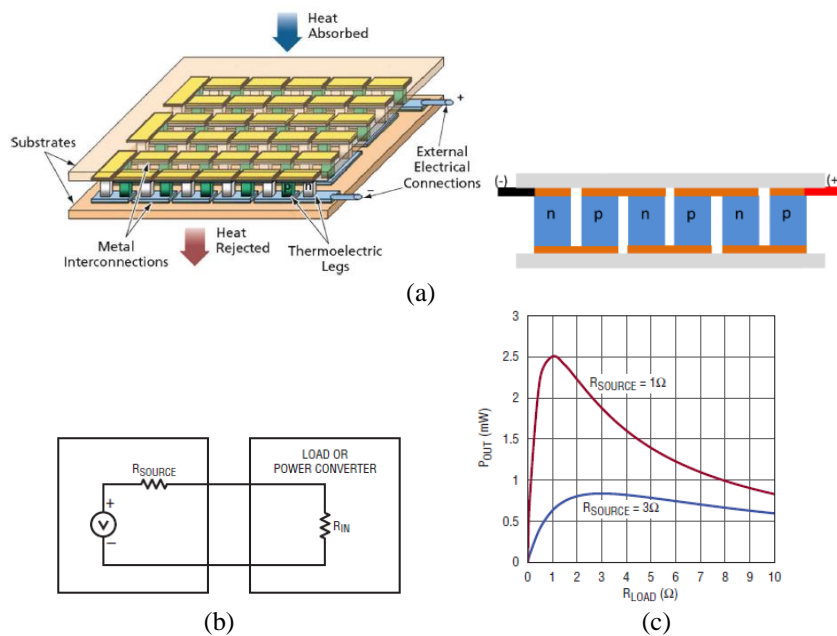 Heat
Absorbed
+
Substrates
External
Electrical
Connections
p n
−
Metal
Interconnections
Heat
Rejected
Thermoelectric
Legs
(-)
(+
n p n p n p
(a)
R_SOURCE
+
V
−
LOAD OR
POWER CONVERTER
R_IN
(b)
P_OUT (mW)
3
2.5
2
1.5
1
0.5
0
R_SOURCE = 1Ω
R_SOURCE = 3Ω
0 1 2 3 4 5 6 7 8 9 10
R_LOAD (Ω)
(c)